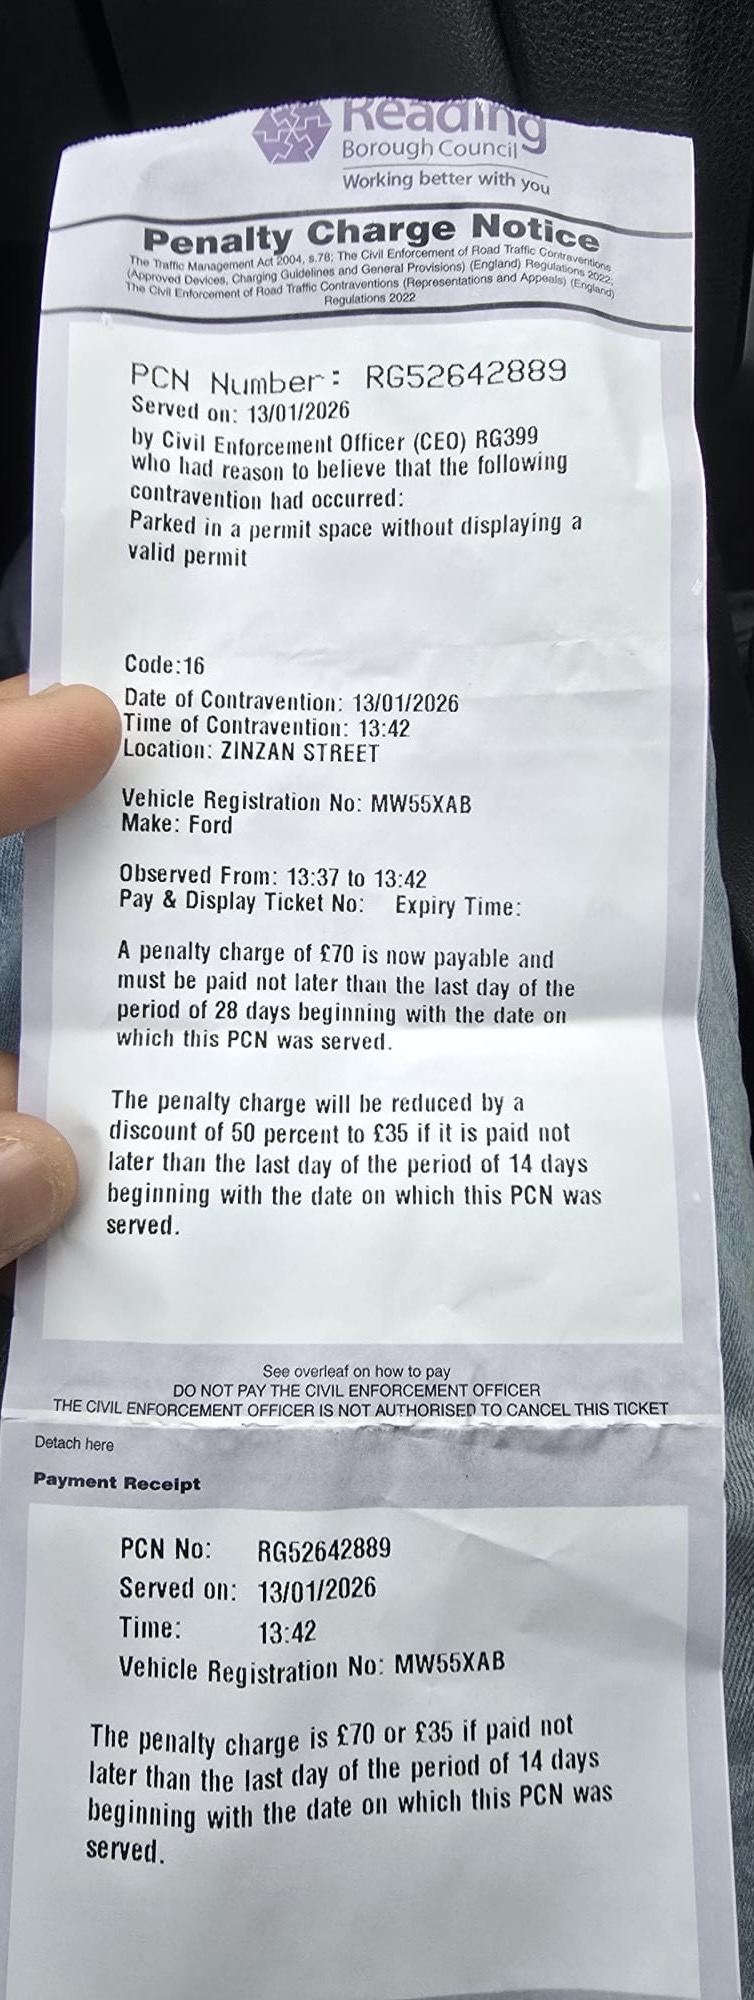 Reading
Borough Council
Working better with you
Penalty Charge Notice
The Traffic Management Act 2004, s.78; The Civil Enforcement of Road Traffic Contraventions
(Approved Devices, Charging Guidelines and General Provisions) (England) Regulations 2022;
The Civil Enforcement of Road Traffic Contraventions (Representations and Appeals) (England)
Regulations 2022
PCN Number: RG52642889
Served on: 13/01/2026
by Civil Enforcement Officer (CEO) RG399
who had reason to believe that the following
contravention had occurred:
Parked in a permit space without displaying a
valid permit
Code:16
Date of Contravention: 13/01/2026
Time of Contravention: 13:42
Location: ZINZAN STREET
Vehicle Registration No: MW55XAB
Make: Ford
Observed From: 13:37 to 13:42
Pay & Display Ticket No: Expiry Time:
A penalty charge of £70 is now payable and
must be paid not later than the last day of the
period of 28 days beginning with the date on
which this PCN was served.
The penalty charge will be reduced by a
discount of 50 percent to £35 if it is paid not
later than the last day of the period of 14 days
beginning with the date on which this PCN was
served.
See overleaf on how to pay
DO NOT PAY THE CIVIL ENFORCEMENT OFFICER
THE CIVIL ENFORCEMENT OFFICER IS NOT AUTHORISED TO CANCEL THIS TICKET
Detach here
Payment Receipt
PCN No: RG52642889
Served on: 13/01/2026
Time: 13:42
Vehicle Registration No: MW55XAB
The penalty charge is £70 or £35 if paid not
later than the last day of the period of 14 days
beginning with the date on which this PCN was
served.